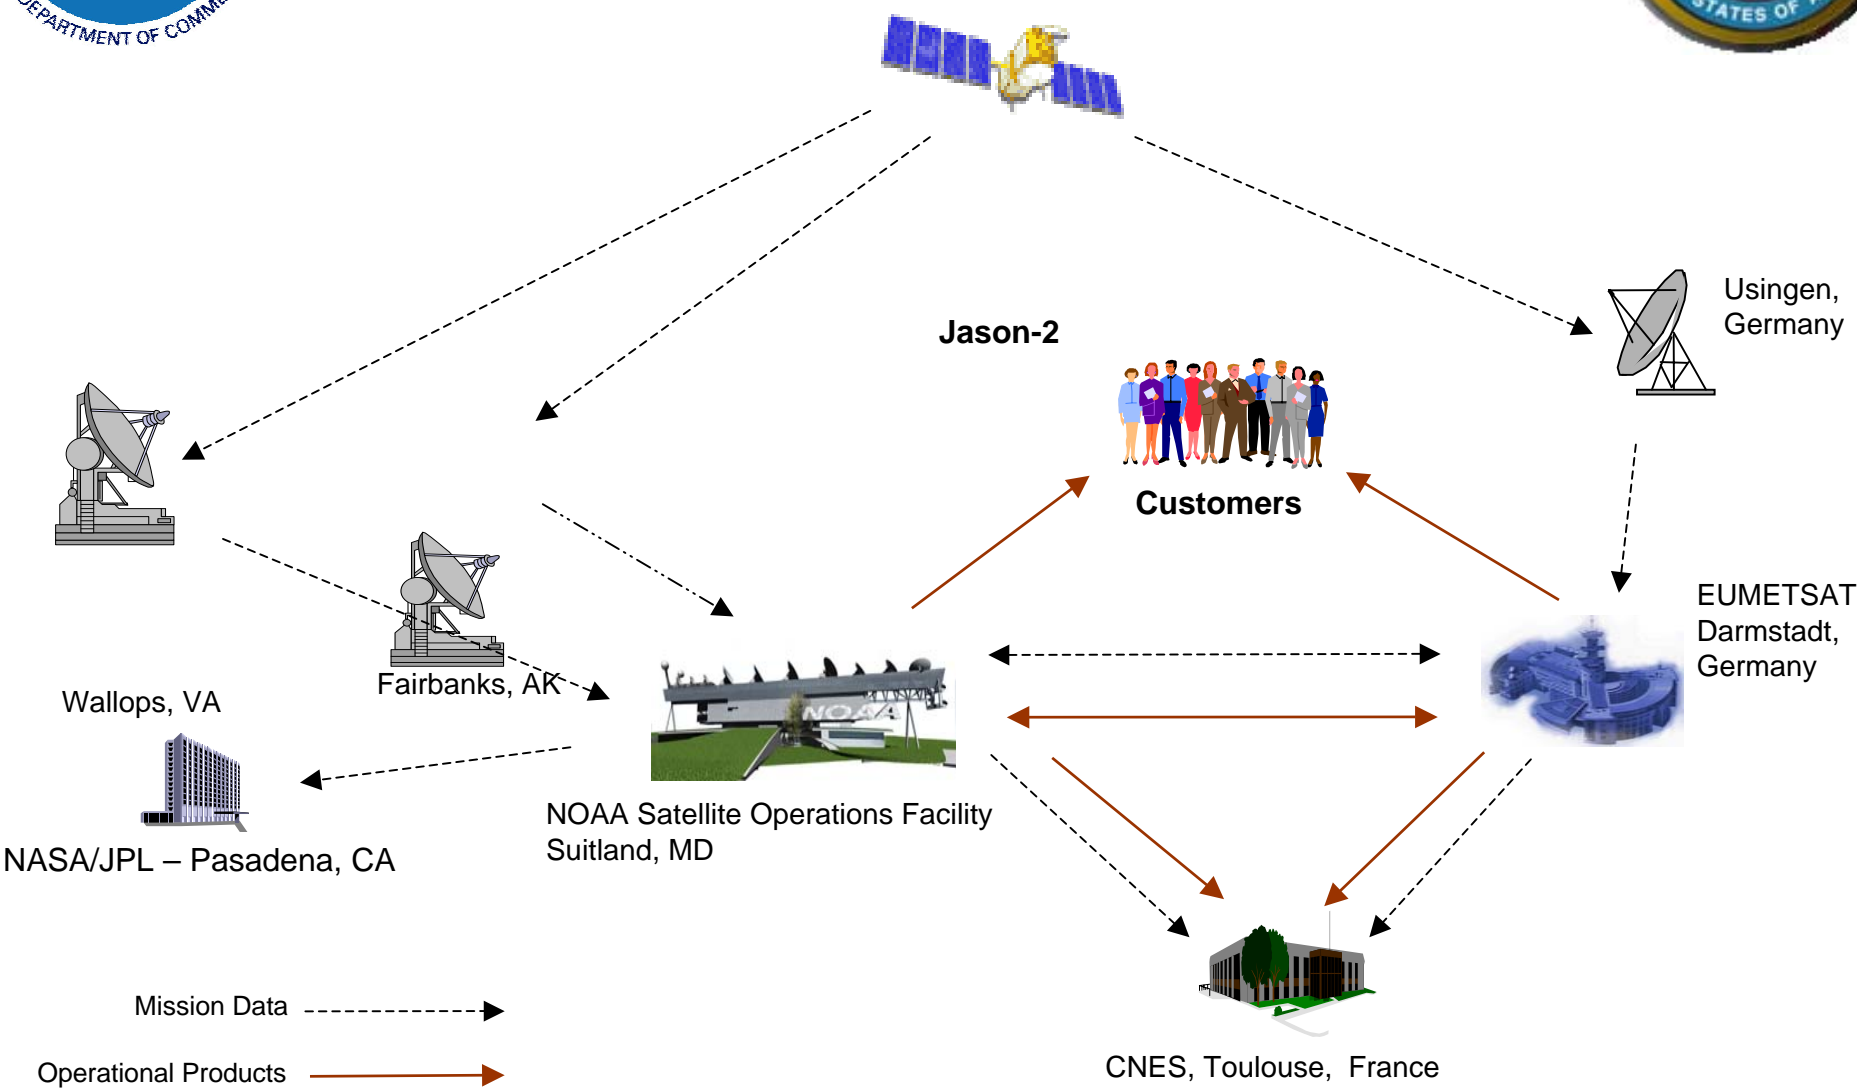 DEPARTMENT OF COMME
STATES OF
Jason-2
Usingen,
Germany
Customers
EUMETSAT
Darmstadt,
Germany
Fairbanks, AK
Wallops, VA
NOAA
NOAA Satellite Operations Facility
Suitland, MD
NASA/JPL – Pasadena, CA
Mission Data
Operational Products
CNES, Toulouse, France